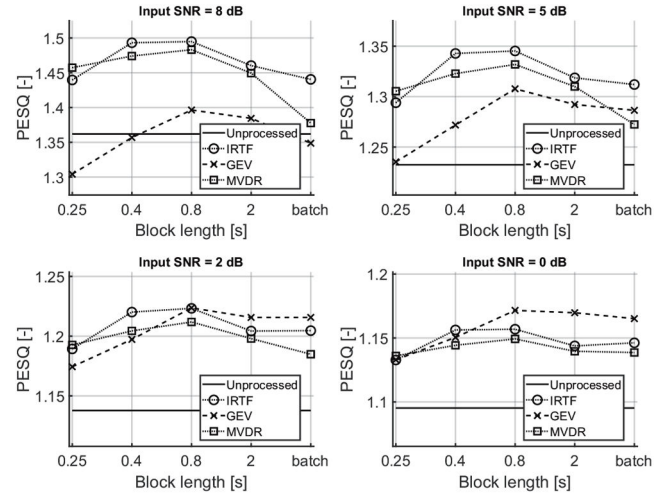 Input SNR = 8 dB
PESQ [-]
1.5
1.45
1.4
1.35
1.3
Unprocessed
IRTF
GEV
MVDR
0.25 0.4 0.8 2 batch
Block length [s]
Input SNR = 5 dB
PESQ [-]
1.35
1.3
1.25
Unprocessed
IRTF
GEV
MVDR
0.25 0.4 0.8 2 batch
Block length [s]
Input SNR = 2 dB
PESQ [-]
1.25
1.2
1.15
Unprocessed
IRTF
GEV
MVDR
0.25 0.4 0.8 2 batch
Block length [s]
Input SNR = 0 dB
PESQ [-]
1.2
1.15
1.1
Unprocessed
IRTF
GEV
MVDR
0.25 0.4 0.8 2 batch
Block length [s]